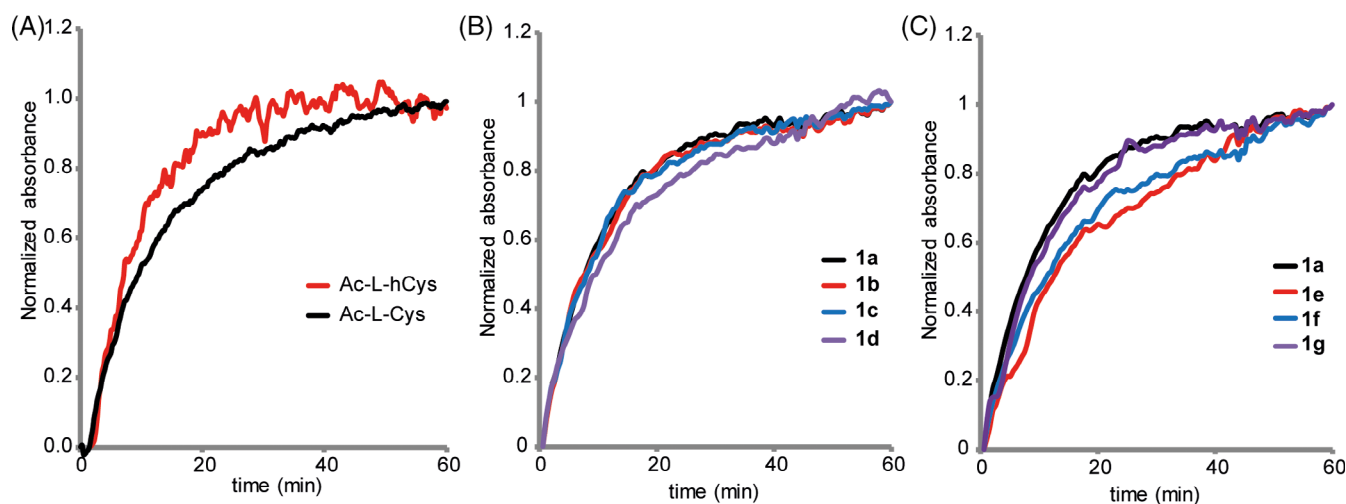 (A)
Normalized absorbance
1.2
1.0
0.8
0.6
0.4
0.2
0.0
0
20
40
60
time (min)
Ac-L-hCys
Ac-L-Cys
(B)
Normalized absorbance
1.2
1
0.8
0.6
0.4
0.2
0
0
20
40
60
time (min)
1a
1b
1c
1d
(C)
Normalized absorbance
1.2
1
0.8
0.6
0.4
0.2
0
0
20
40
60
time (min)
1a
1e
1f
1g